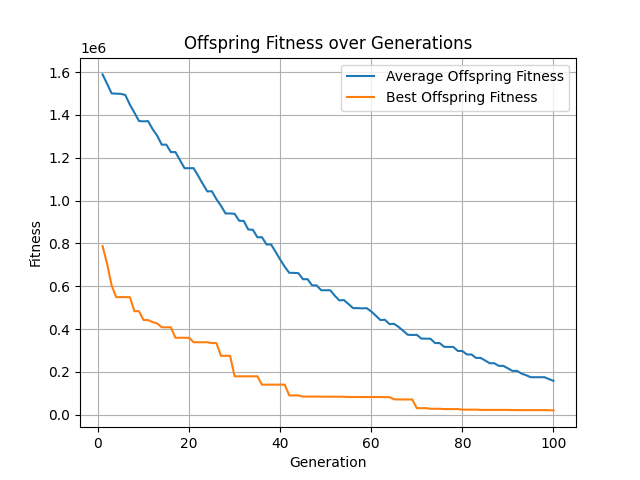 Offspring Fitness over Generations
1e6
Average Offspring Fitness
Best Offspring Fitness
1.6
1.4
1.2
1.0
0.8
0.6
0.4
0.2
0.0
Fitness
0 20 40 60 80 100
Generation